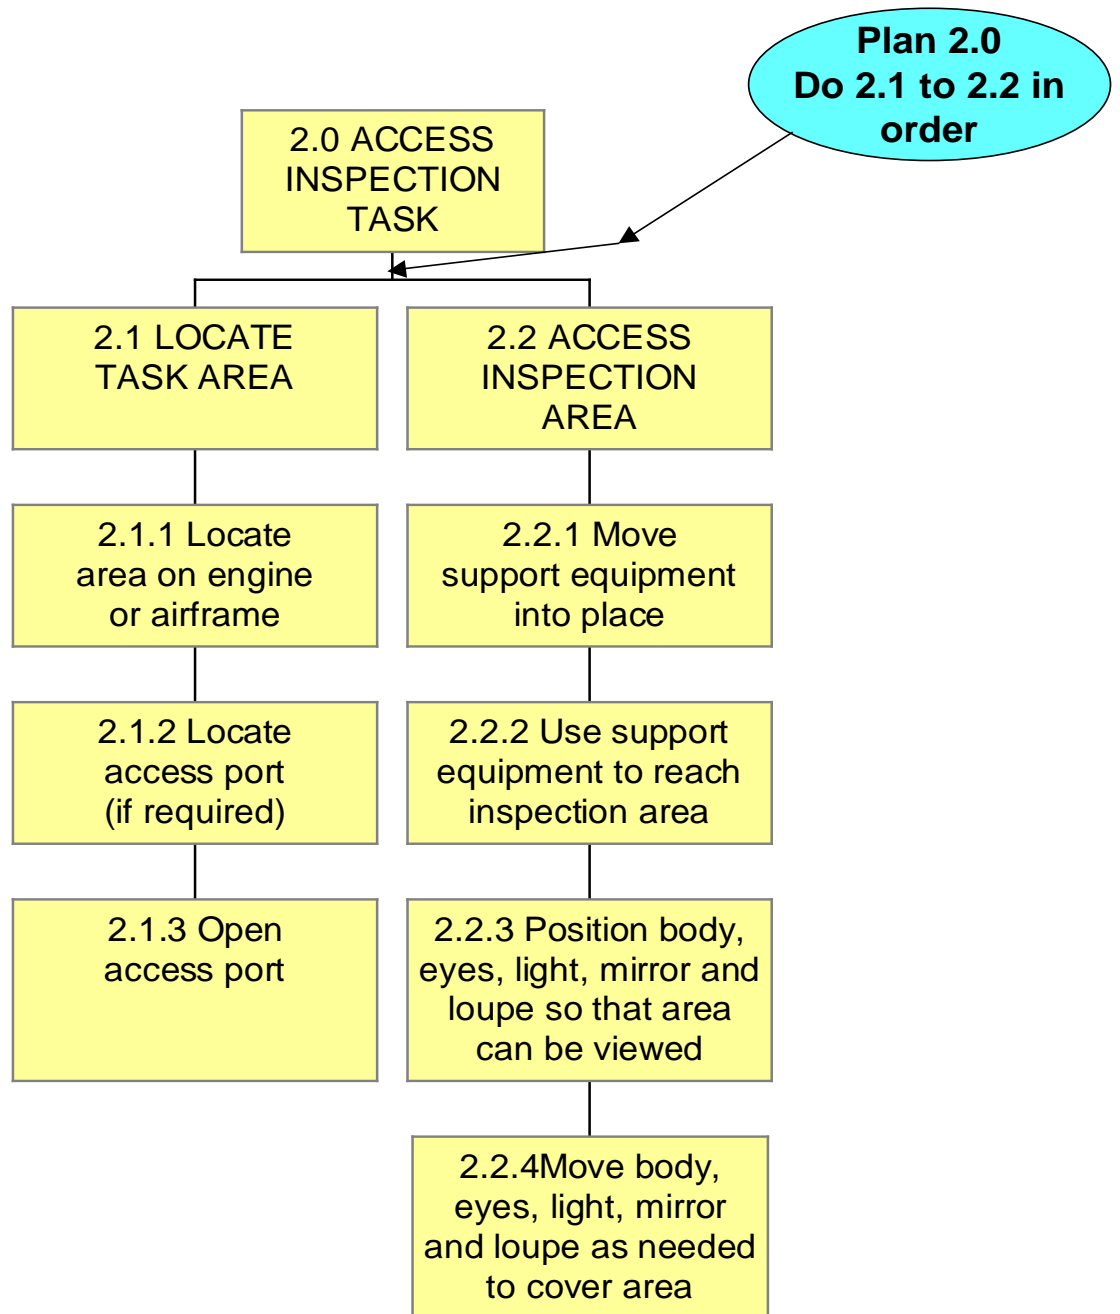 Plan 2.0
Do 2.1 to 2.2 in
order
2.0 ACCESS
INSPECTION
TASK
2.1 LOCATE
TASK AREA
2.2 ACCESS
INSPECTION
AREA
2.1.1 Locate
area on engine
or airframe
2.2.1 Move
support equipment
into place
2.1.2 Locate
access port
(if required)
2.2.2 Use support
equipment to reach
inspection area
2.1.3 Open
access port
2.2.3 Position body,
eyes, light, mirror and
loupe so that area
can be viewed
2.2.4Move body,
eyes, light, mirror
and loupe as needed
to cover area